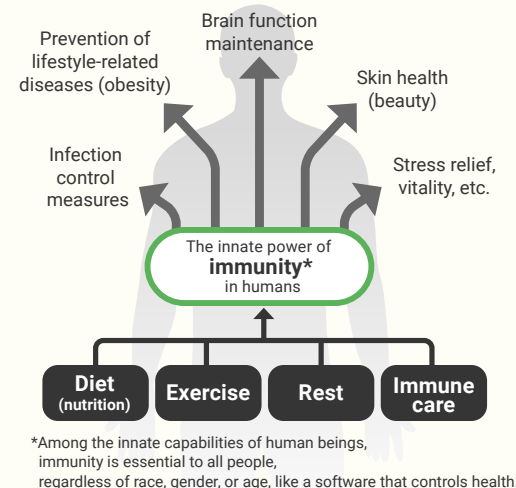 Brain function
maintenance
Prevention of
lifestyle-related
diseases (obesity)
Skin health
(beauty)
Infection
control
measures
Stress relief,
vitality, etc.
The innate power of
immunity*
in humans
Diet
(nutrition)
Exercise
Rest
Immune
care
*Among the innate capabilities of human beings,
immunity is essential to all people,
regardless of race, gender, or age, like a software that controls health.